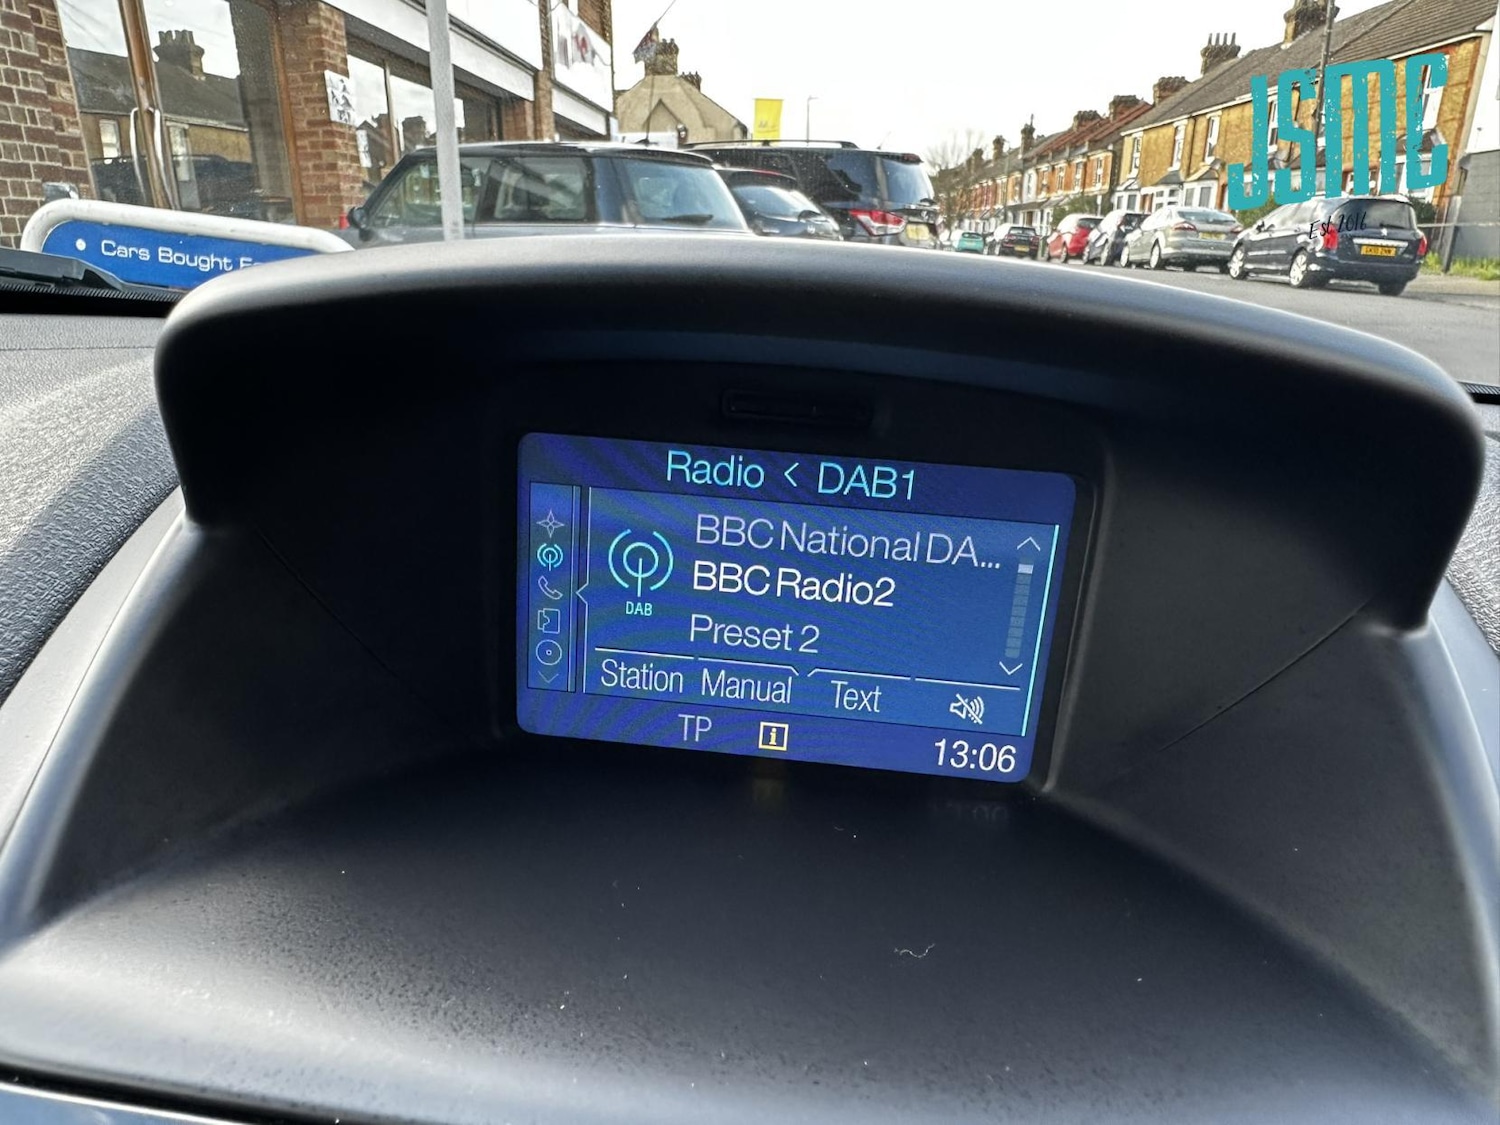 JSMC
Est 2016
Cars Bought
Radio < DAB1
BBC National DA...
BBC Radio2
DAB
Preset 2
Station Manual Text
TP i
13:06